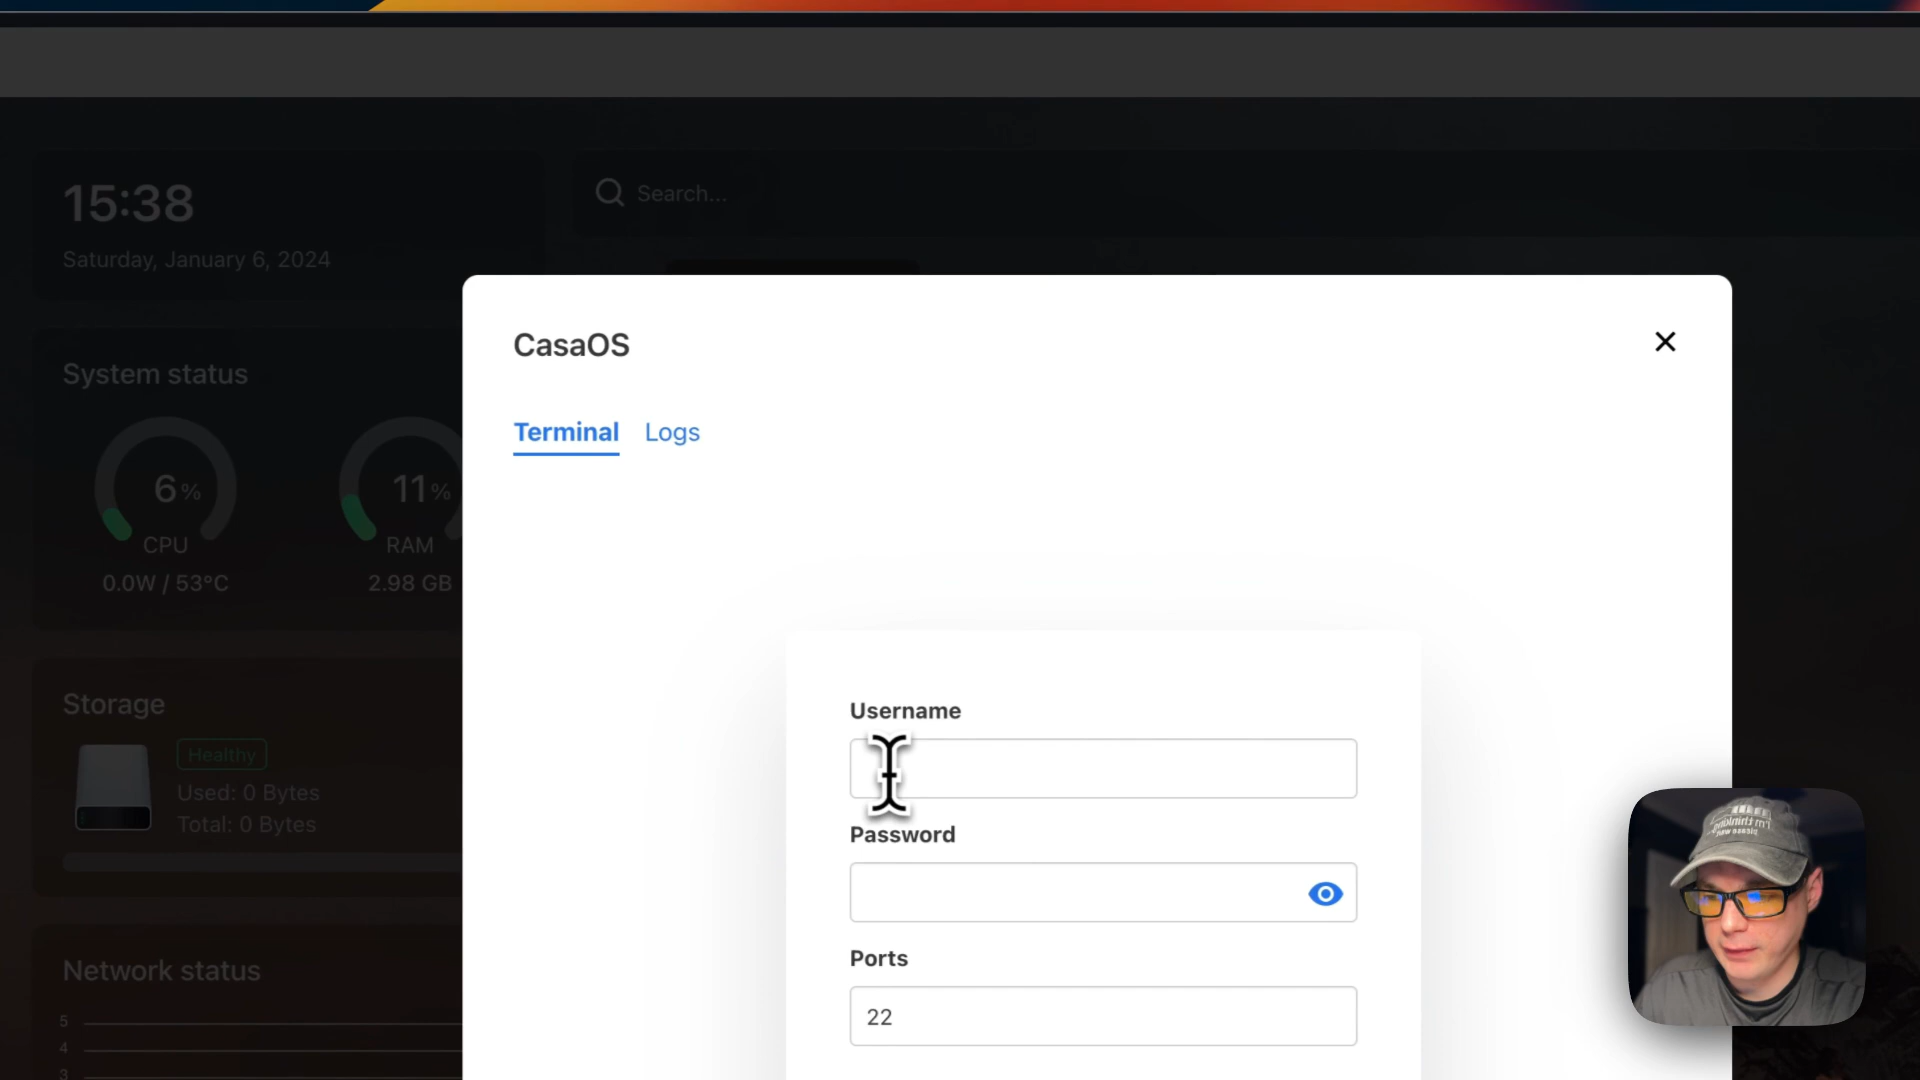 15:38
Saturday, January 6, 2024
Search...
CasaOS
Terminal Logs
System status
6% 11%
CPU RAM
0.0W / 53°C 2.98 GB
Storage
Healthy
Used: 0 Bytes
Total: 0 Bytes
Network status
5
4
3
Username
Password
Ports
22